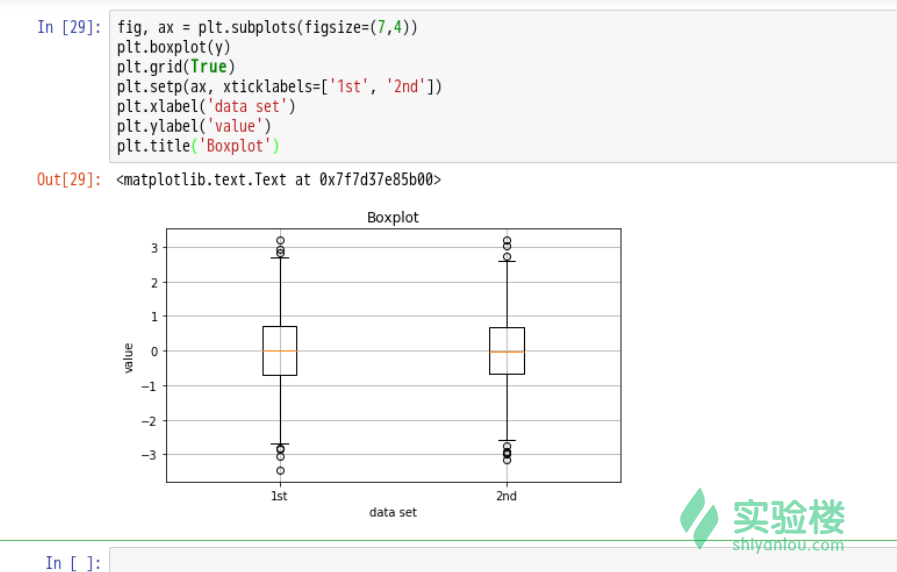 In [29]:
fig, ax = plt.subplots(figsize=(7,4))
plt.boxplot(y)
plt.grid(True)
plt.setp(ax, xticklabels=['1st', '2nd'])
plt.xlabel('data set')
plt.ylabel('value')
plt.title('Boxplot')
Out[29]: <matplotlib.text.Text at 0x7f7d37e85b00>
Boxplot
3
2
1
0
−1
−2
−3
value
1st 2nd
data set
实验楼
shiyanlou.com
In [ ]: